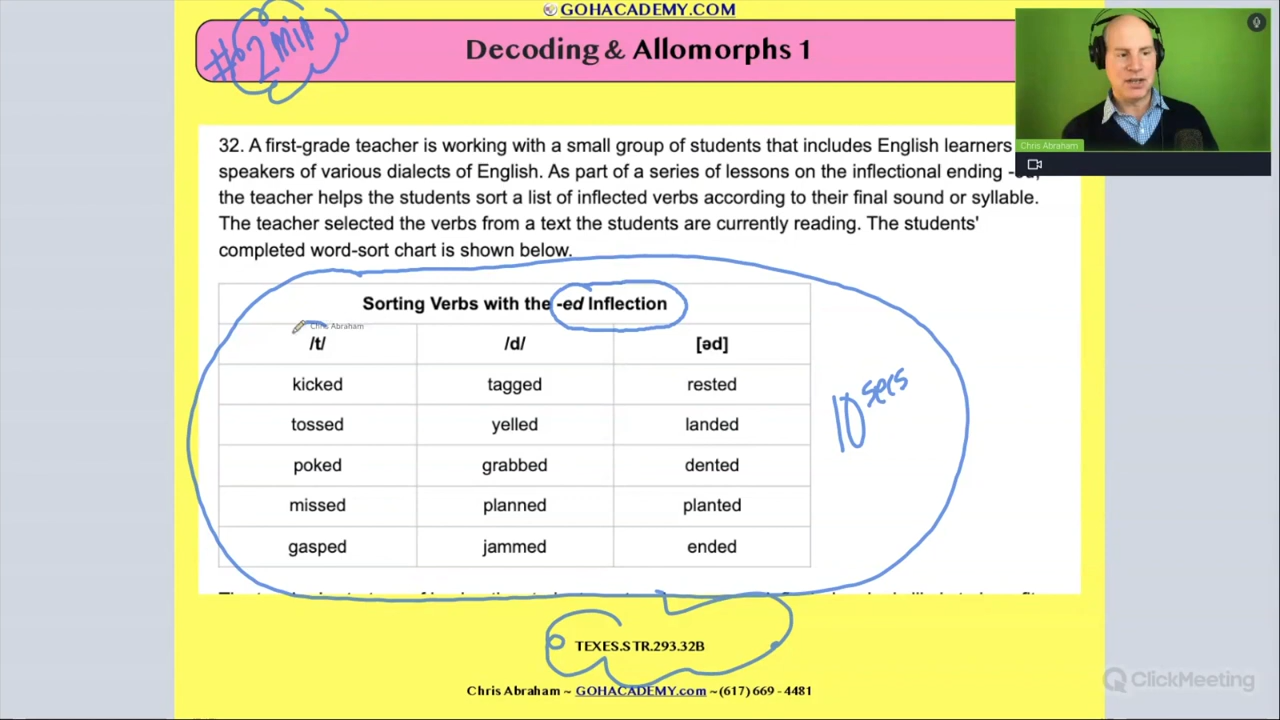 GOHACADEMY.COM
#2 Min
Decoding & Allomorphs 1
Chris Abraham
32. A first-grade teacher is working with a small group of students that includes English learners
speakers of various dialects of English. As part of a series of lessons on the inflectional ending
the teacher helps the students sort a list of inflected verbs according to their final sound or syllable.
The teacher selected the verbs from a text the students are currently reading. The students'
completed word-sort chart is shown below.
Sorting Verbs with the -ed Inflection
Chris Abraham
/t/ /d/ [əd]
kicked tagged rested
tossed yelled landed
poked grabbed dented
missed planned planted
gasped jammed ended
10 secs
TEXES.STR.293.32B
Chris Abraham ~ GOHACADEMY.com ~(617) 669 - 4481
ClickMeeting